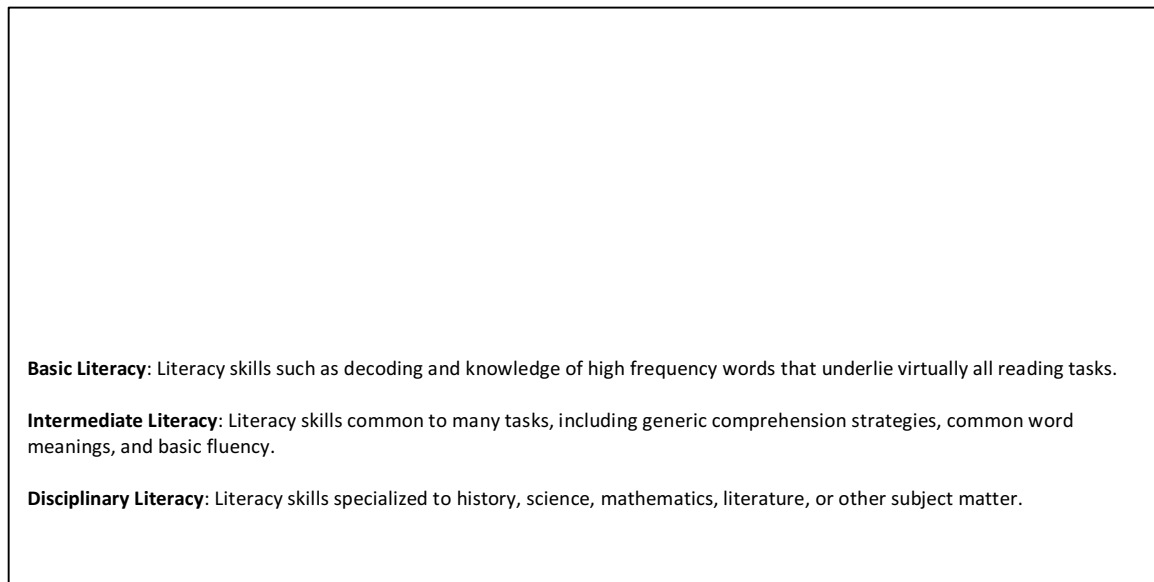 Basic Literacy: Literacy skills such as decoding and knowledge of high frequency words that underlie virtually all reading tasks.
Intermediate Literacy: Literacy skills common to many tasks, including generic comprehension strategies, common word
meanings, and basic fluency.
Disciplinary Literacy: Literacy skills specialized to history, science, mathematics, literature, or other subject matter.